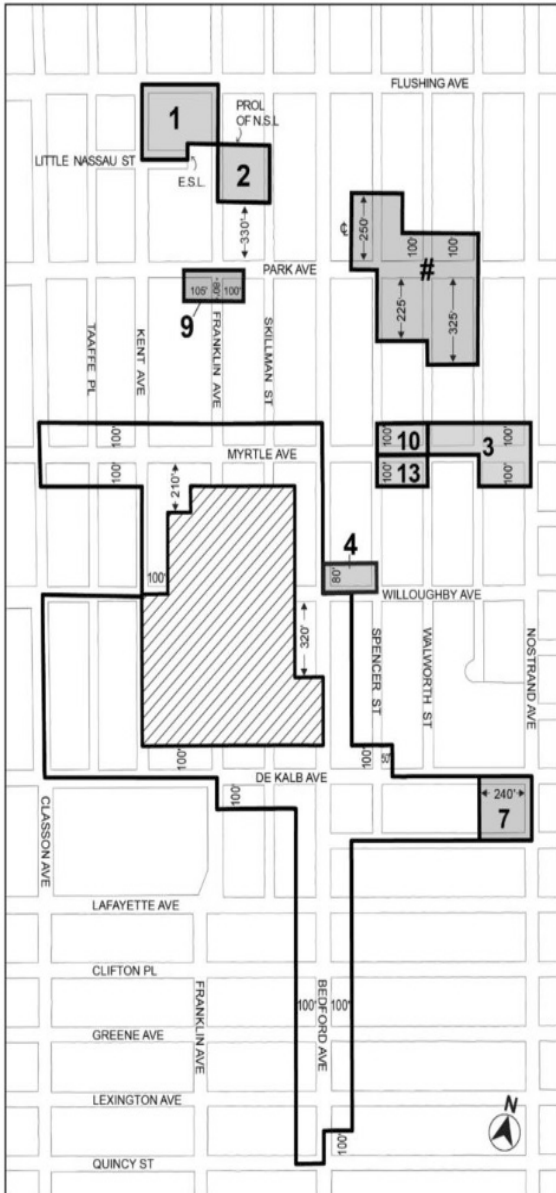 FLUSHING AVE
1
PROL
OF N.S.L
LITTLE NASSAU ST
E.S.L.
2
330'
250'
100'
100'
#
PARK AVE
105'
80'
100'
9
225'
325'
TAAFFE PL
KENT AVE
FRANKLIN AVE
SKILLMAN ST
100'
MYRTLE AVE
100'
10
100'
3
100'
100'
13
100'
210'
4
80'
100'
WILLOUGHBY AVE
320'
SPENCER ST
WALWORTH ST
NOSTRAND AVE
100'
DE KALB AVE
100'
240'
7
CLASSON AVE
LAFAYETTE AVE
CLIFTON PL
FRANKLIN AVE
100'
BEDFORD AVE
100'
GREENE AVE
LEXINGTON AVE
N
100'
QUINCY ST